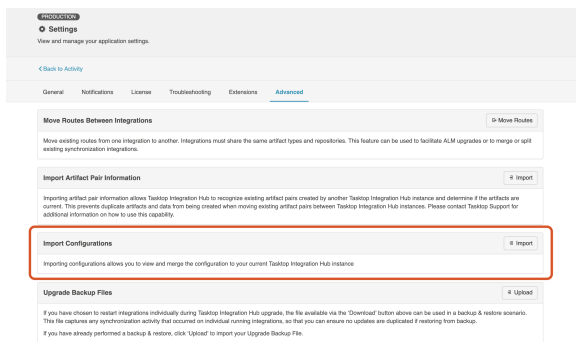 PRODUCTION
Settings
View and manage your application settings.
Back to Activity
General Notifications License Troubleshooting Extensions Advanced
Move Routes Between Integrations Move Routes
Move existing routes from one integration to another. Integrations must share the same artifact types and repositories. This feature can be used to facilitate ALM upgrades or to merge or split
existing synchronization integrations.
Import Artifact Pair Information Import
Importing artifact pair information allows Tasktop Integration Hub to recognize existing artifact pairs created by another Tasktop Integration Hub instance and determine if the artifacts are
current. This prevents duplicate artifacts and data from being created when moving existing artifact pairs between Tasktop Integration Hub instances. Please contact Tasktop Support for
additional information on how to use this capability.
Import Configurations Import
Importing configurations allows you to view and merge the configuration to your current Tasktop Integration Hub instance
Upgrade Backup Files Upload
If you have chosen to restart integrations individually during Tasktop Integration Hub upgrade, the file available via the 'Download' button above can be used in a backup & restore scenario.
This file captures any synchronization activity that occurred on individual running integrations, so that you can ensure no updates are duplicated if restoring from backup.
If you have already performed a backup & restore, click 'Upload' to import your Upgrade Backup File.